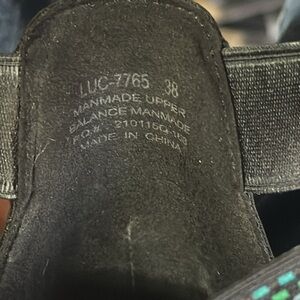 LUC-7765 38
MANMADE UPPER
BALANCE MANMADE
MADE IN CHINA